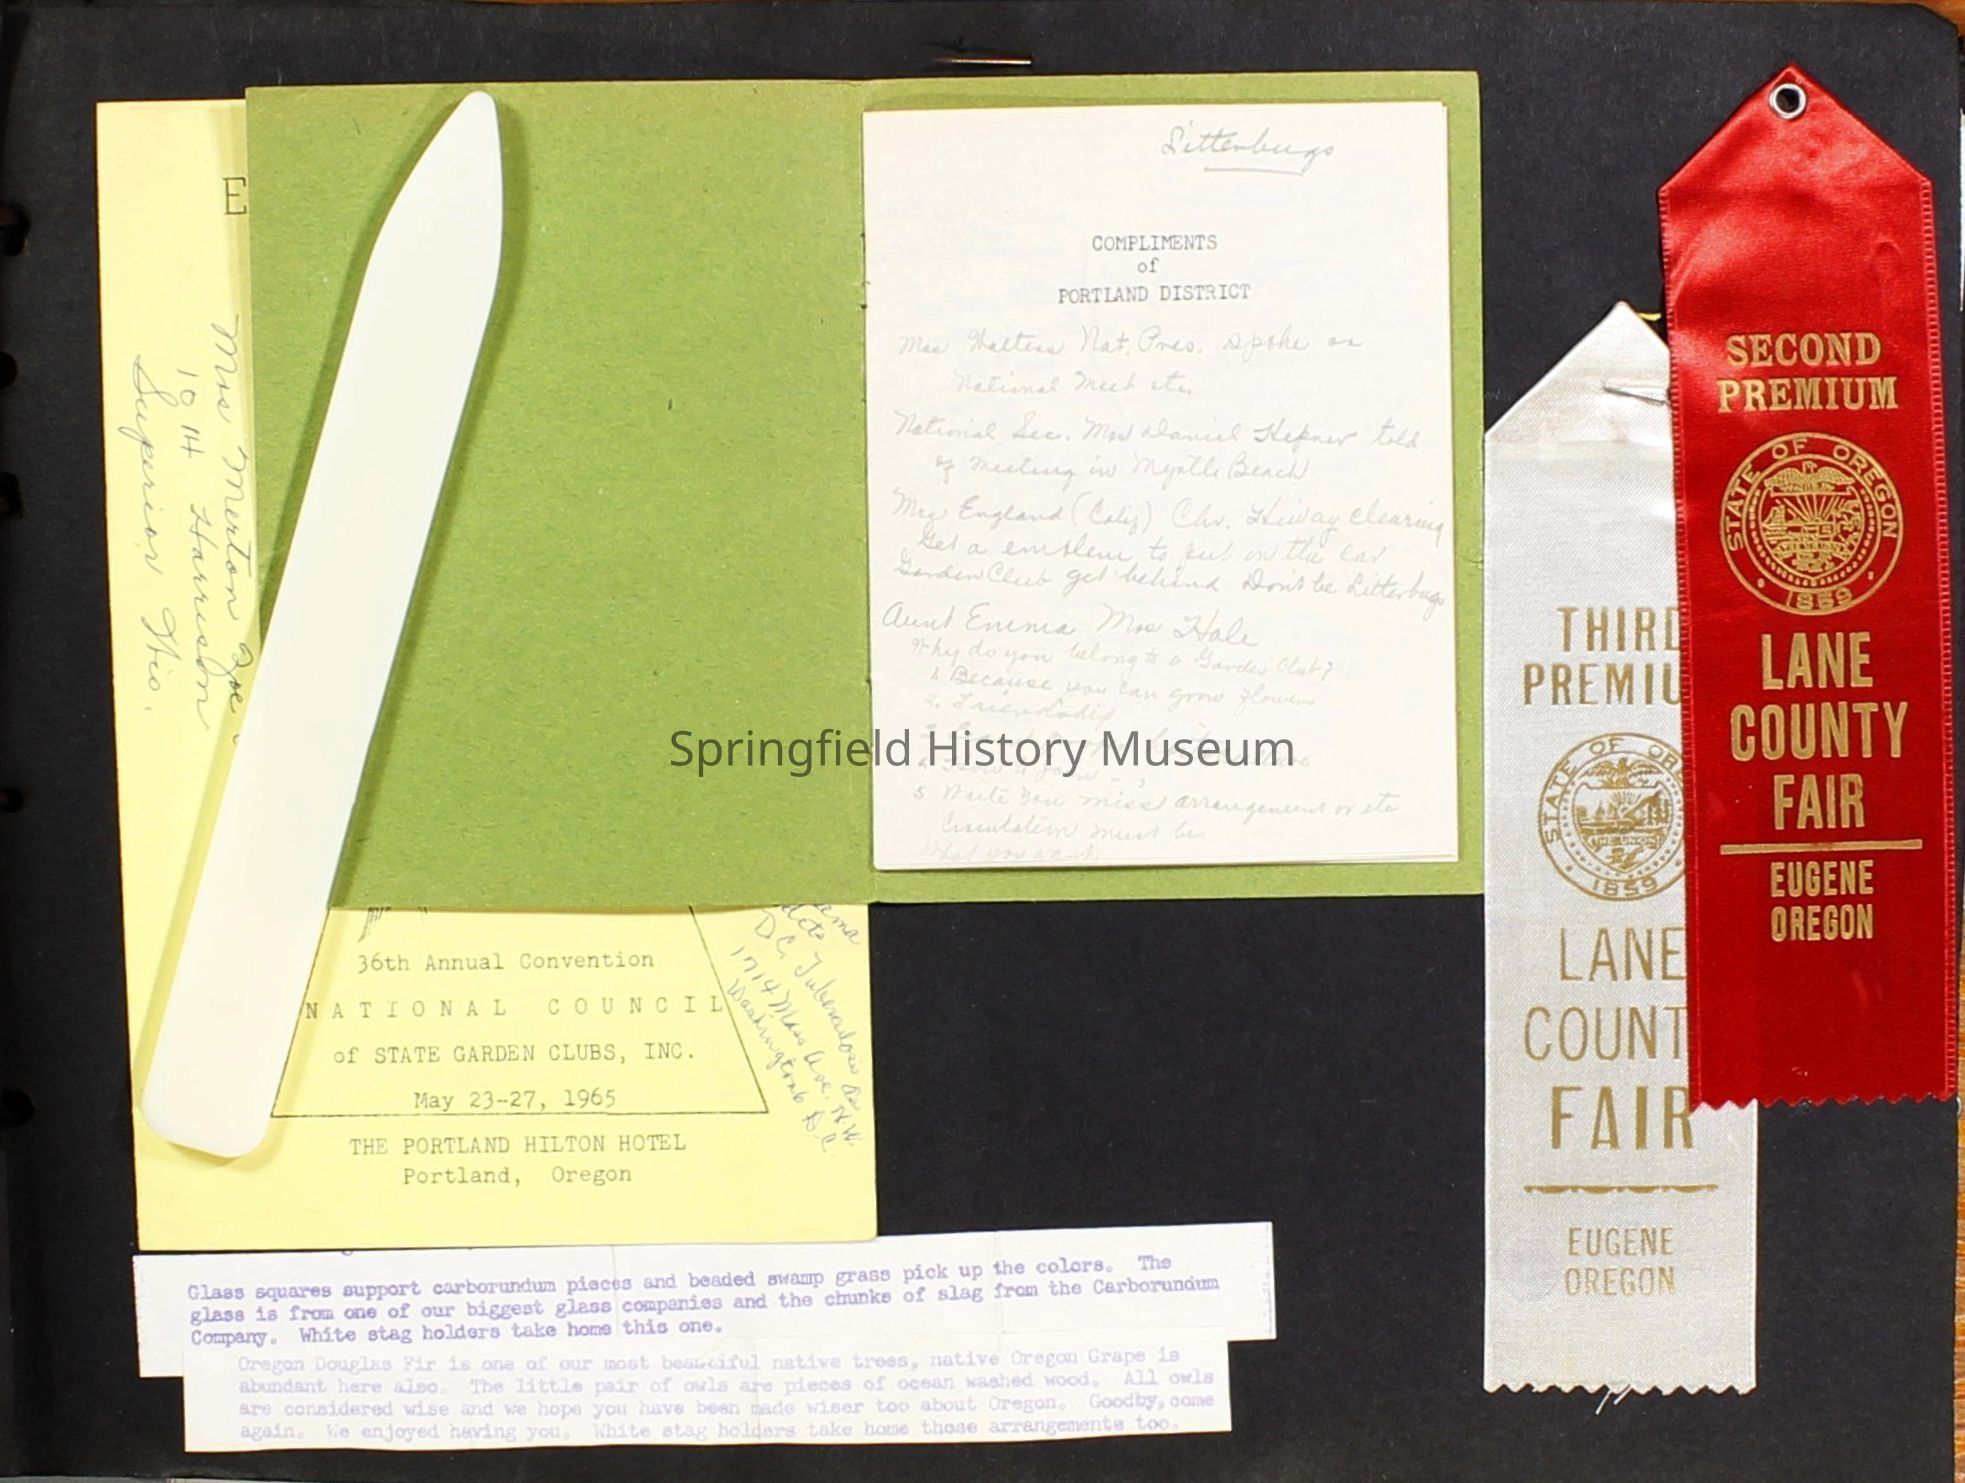 E
Mrs Merton Zoe
1014 Harrison
Superior Wis.
Litterbugs
COMPLIMENTS
of
PORTLAND DISTRICT
Mrs Walters Nat. Pres. spoke on
National Meet etc.
National Sec. Mrs Daniel Hepner told
of meeting in Myrtle Beach
Mrs England (Calif) Chr. Hiway clearing
Get a emblem to put on the car
Garden Club get behind Don't be Litterbugs
Aunt Emma Mrs Hale
Why do you belong to a Garden Club?
1. Because you can grow flowers
2. Friendship
5 Write you miss arrangement or etc
Circulation must be
What you want
Springfield History Museum
36th Annual Convention
NATIONAL COUNCIL
of STATE GARDEN CLUBS, INC.
May 23-27, 1965
THE PORTLAND HILTON HOTEL
Portland, Oregon
D.C. Tuberculosis
1714 Mass Ave. N.W.
Washington 6 D.C.
Glass squares support carborundum pieces and beaded swamp grass pick up the colors. The
glass is from one of our biggest glass companies and the chunks of slag from the Carborundum
Company. White stag holders take home this one.
Oregon Douglas Fir is one of our most beautiful native trees, native Oregon Grape is
abundant here also. The little pair of owls are pieces of ocean washed wood. All owls
are considered wise and we hope you have been made wiser too about Oregon. Goodby, come
again. We enjoyed having you. White stag holders take home those arrangements too.
THIRD
PREMIU
STATE OF ORE
1859
LANE
COUNT
FAIR
EUGENE
OREGON
SECOND
PREMIUM
STATE OF OREGON
1859
LANE
COUNTY
FAIR
EUGENE
OREGON